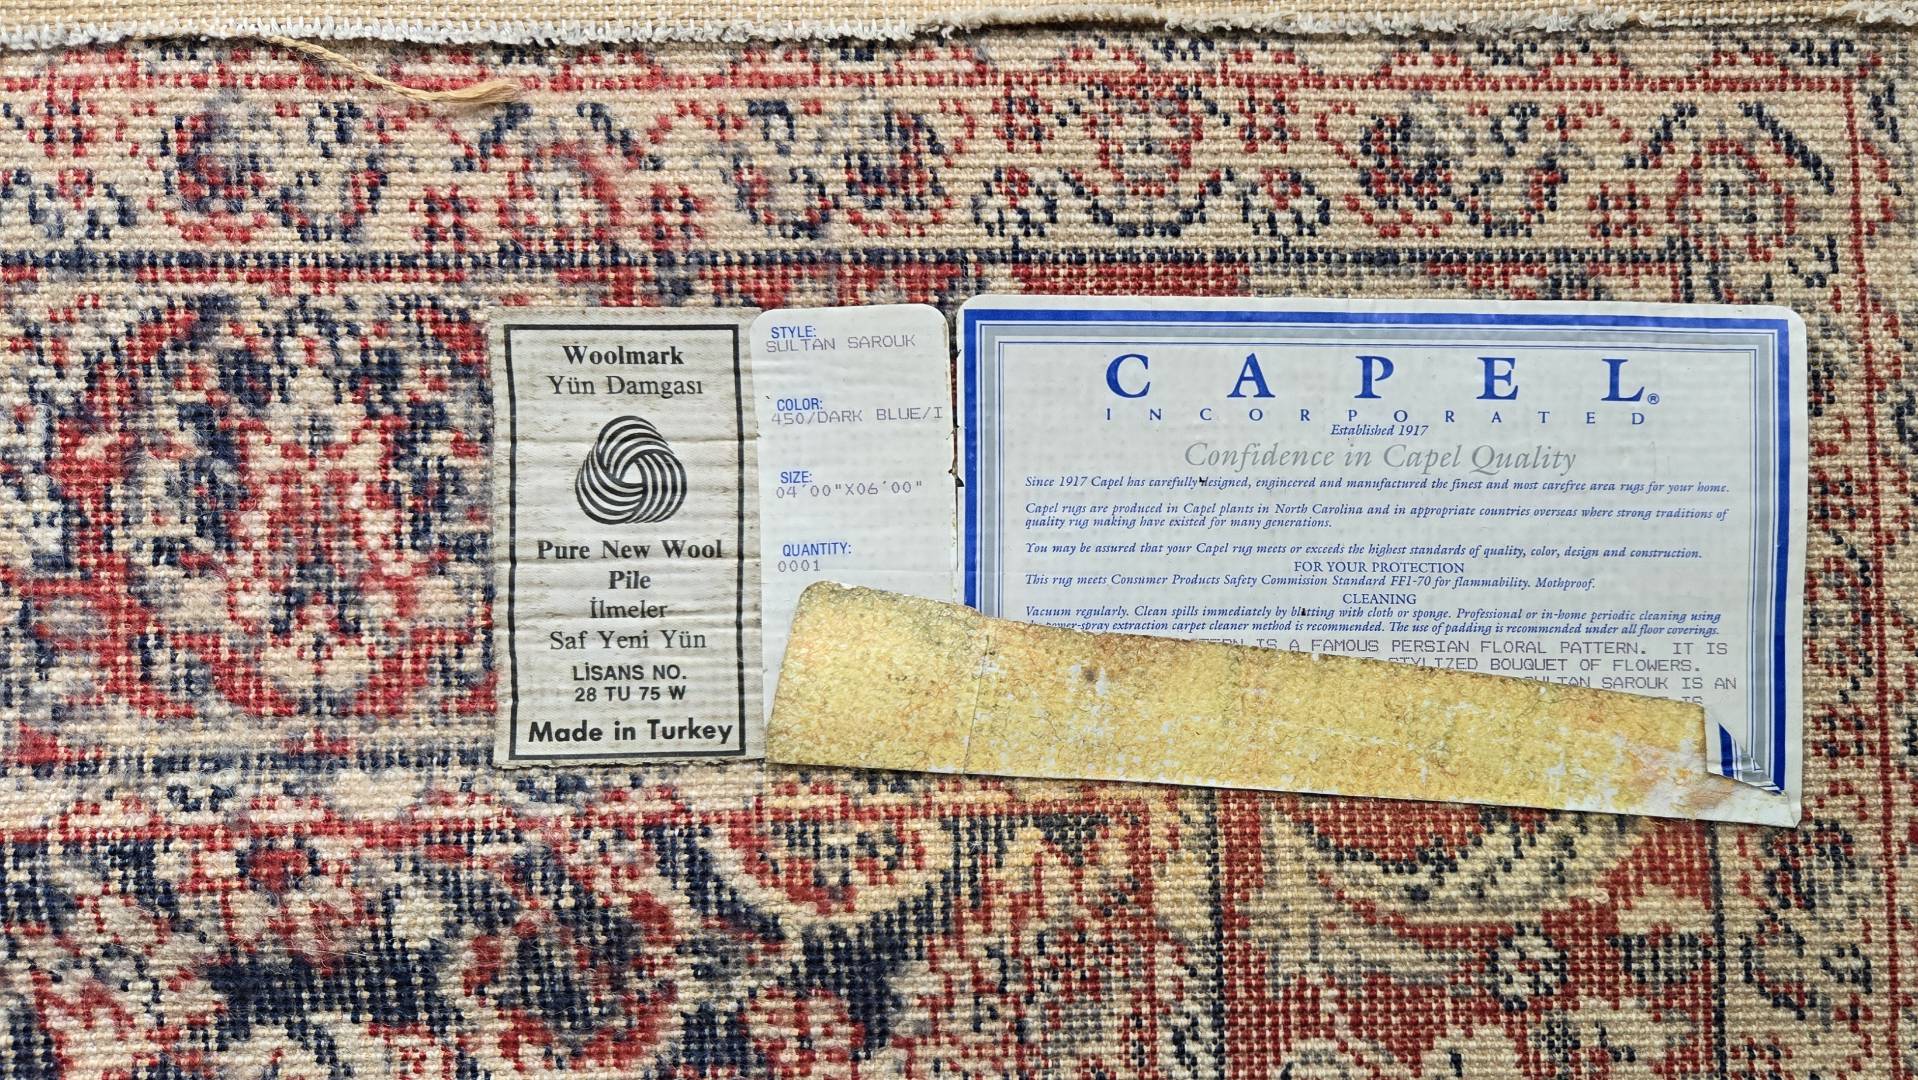 Woolmark
Yün Damgası
Pure New Wool
Pile
İlmeler
Saf Yeni Yün
LİSANS NO.
28 TU 75 W
Made in Turkey
STYLE:
SULTAN SAROUK
COLOR:
450/DARK BLUE/I
SIZE:
04'00"X06'00"
QUANTITY:
0001
CAPEL®
INCORPORATED
Established 1917
Confidence in Capel Quality
Since 1917 Capel has carefully designed, engineered and manufactured the finest and most carefree area rugs for your home.
Capel rugs are produced in Capel plants in North Carolina and in appropriate countries overseas where strong traditions of
quality rug making have existed for many generations.
You may be assured that your Capel rug meets or exceeds the highest standards of quality, color, design and construction.
FOR YOUR PROTECTION
This rug meets Consumer Products Safety Commission Standard FF1-70 for flammability. Mothproof.
CLEANING
Vacuum regularly. Clean spills immediately by blotting with cloth or sponge. Professional or in-home periodic cleaning using
power-spray extraction carpet cleaner method is recommended. The use of padding is recommended under all floor coverings.
IS A FAMOUS PERSIAN FLORAL PATTERN. IT IS
STYLIZED BOUQUET OF FLOWERS.
SULTAN SAROUK IS AN
IS